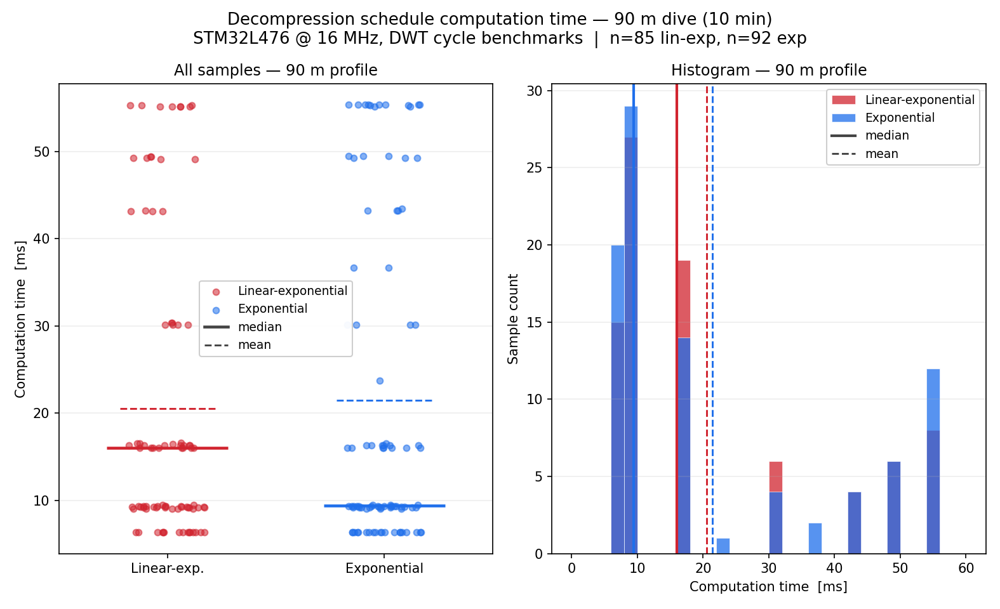 Decompression schedule computation time — 90 m dive (10 min)
STM32L476 @ 16 MHz, DWT cycle benchmarks | n=85 lin-exp, n=92 exp
All samples — 90 m profile
Computation time [ms]
50
40
30
20
10
Linear-exponential
Exponential
median
mean
Linear-exp.
Exponential
Histogram — 90 m profile
Sample count
30
25
20
15
10
5
0
Linear-exponential
Exponential
median
mean
0 10 20 30 40 50 60
Computation time [ms]